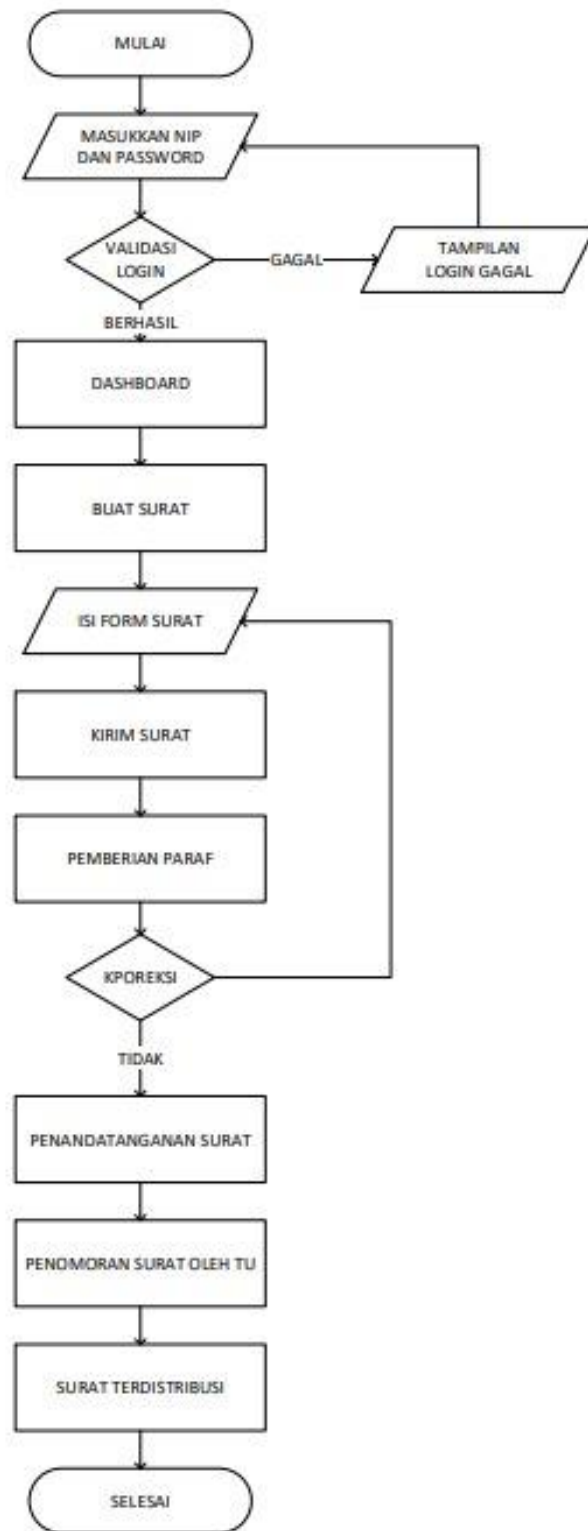 MULAI
MASUKKAN NIP
DAN PASSWORD
VALIDASI
LOGIN
GAGAL
TAMPILAN
LOGIN GAGAL
BERHASIL
DASHBOARD
BUAT SURAT
ISI FORM SURAT
KIRIM SURAT
PEMBERIAN PARAF
KPOREKSI
TIDAK
PENANDATANGANAN SURAT
PENOMORAN SURAT OLEH TU
SURAT TERDISTRIBUSI
SELESAI